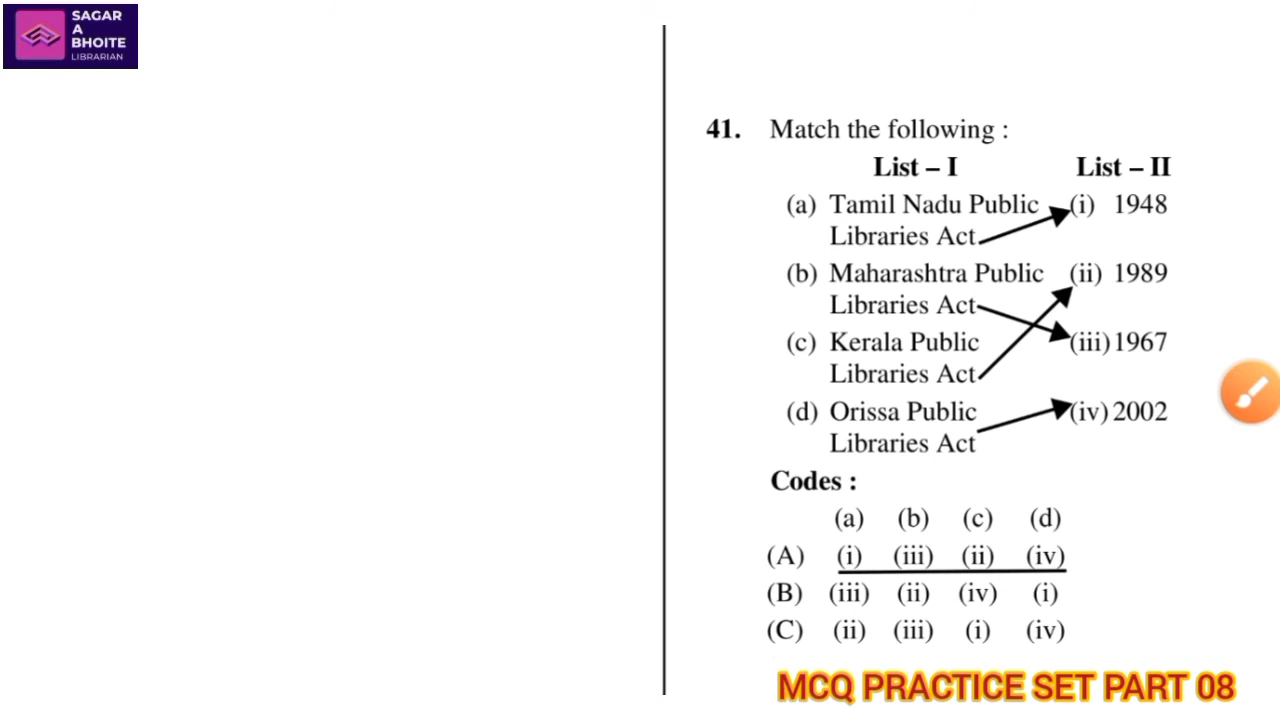 SAGAR
A
BHOITE
LIBRARIAN
41. Match the following :
List – I List – II
(a) Tamil Nadu Public (i) 1948
Libraries Act
(b) Maharashtra Public (ii) 1989
Libraries Act
(c) Kerala Public (iii) 1967
Libraries Act
(d) Orissa Public (iv) 2002
Libraries Act
Codes :
(a) (b) (c) (d)
(A) (i) (iii) (ii) (iv)
(B) (iii) (ii) (iv) (i)
(C) (ii) (iii) (i) (iv)
MCQ PRACTICE SET PART 08